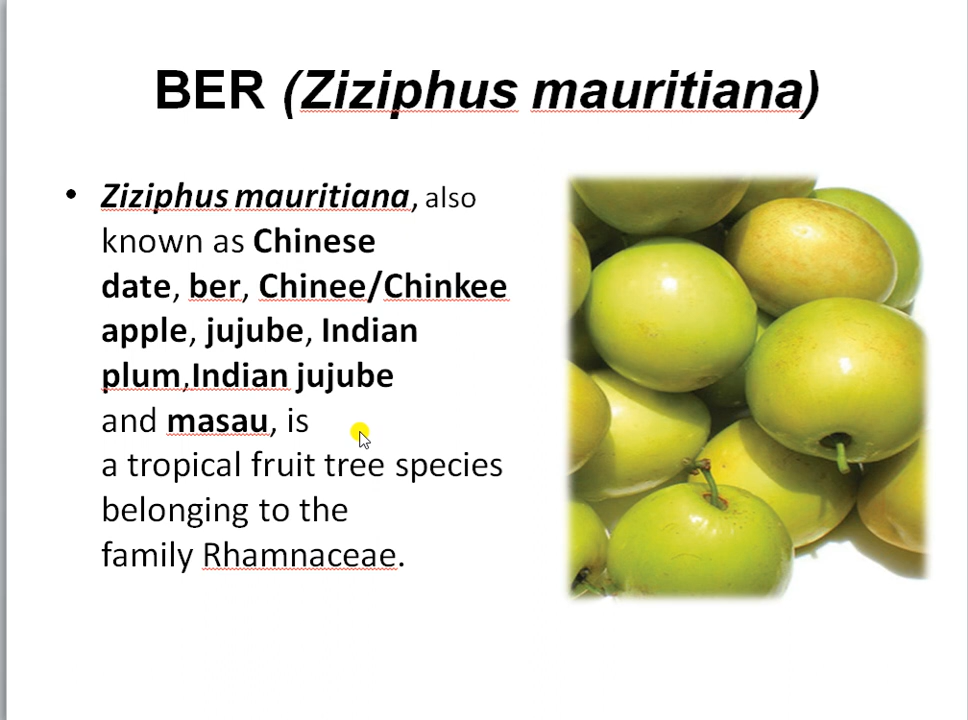 BER (Ziziphus mauritiana)
• Ziziphus mauritiana, also
known as Chinese
date, ber, Chinee/Chinkee
apple, jujube, Indian
plum,Indian jujube
and masau, is
a tropical fruit tree species
belonging to the
family Rhamnaceae.